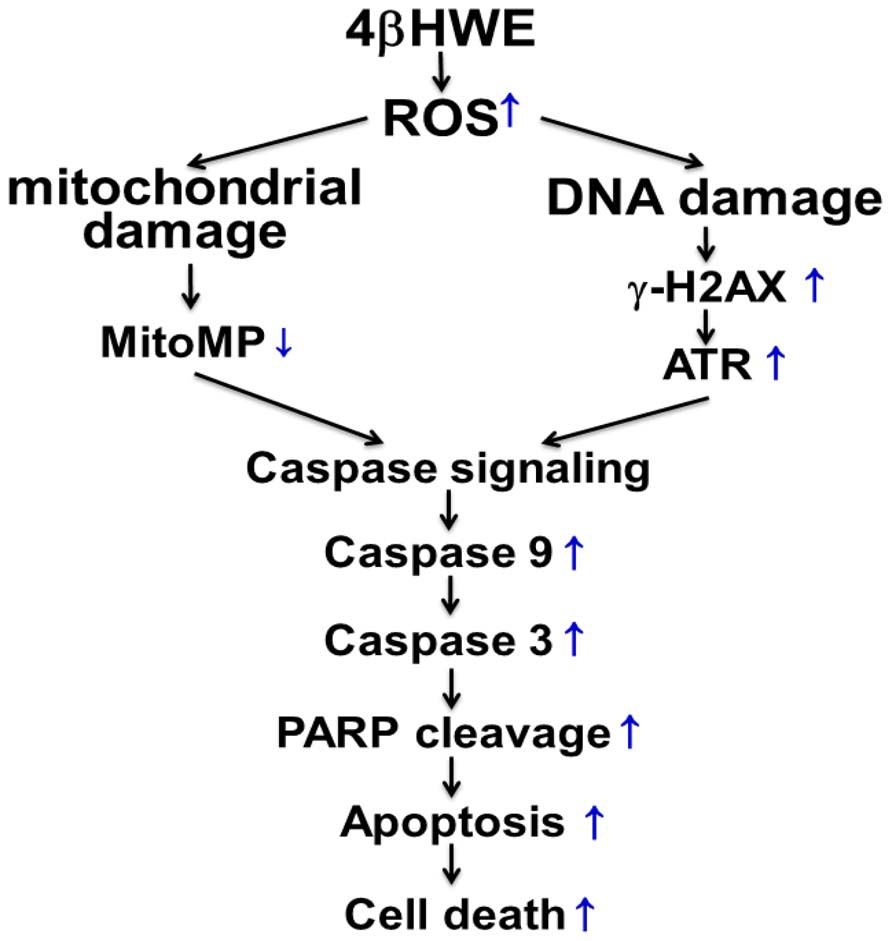 4βHWE
ROS↑
mitochondrial
damage
MitoMP↓
DNA damage
γ-H2AX ↑
ATR ↑
Caspase signaling
Caspase 9↑
Caspase 3↑
PARP cleavage↑
Apoptosis ↑
Cell death↑